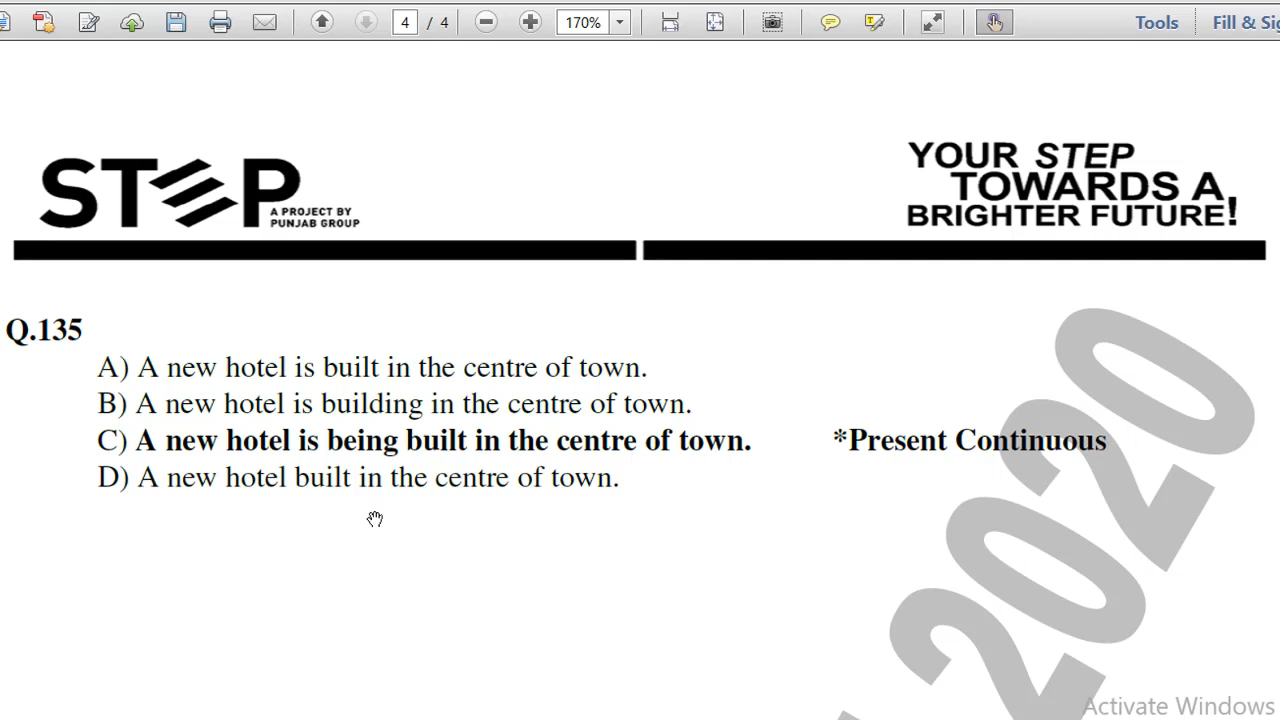 4 / 4
170%
Tools
Fill & Sig
STEP
A PROJECT BY
PUNJAB GROUP
YOUR STEP
TOWARDS A
BRIGHTER FUTURE!
Q.135
A) A new hotel is built in the centre of town.
B) A new hotel is building in the centre of town.
C) A new hotel is being built in the centre of town. *Present Continuous
D) A new hotel built in the centre of town.
2020
Activate Windows